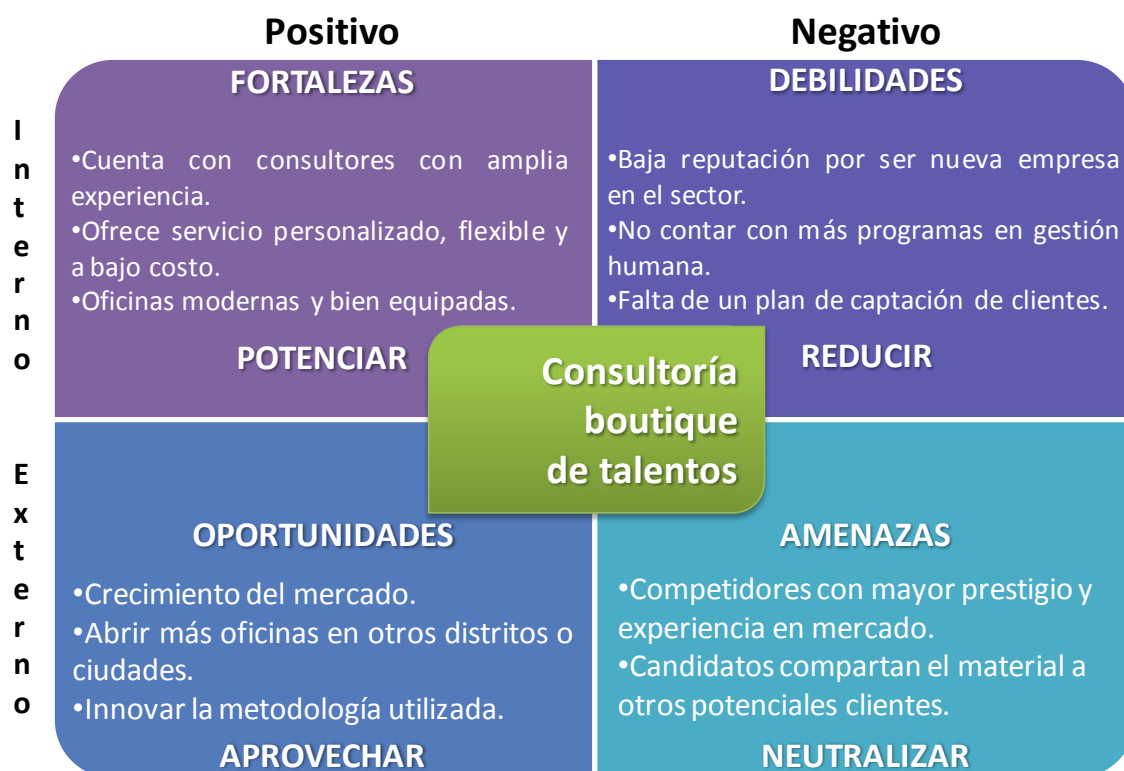 Positivo
Negativo
Interno
FORTALEZAS
•Cuenta con consultores con amplia
experiencia.
•Ofrece servicio personalizado, flexible y
a bajo costo.
•Oficinas modernas y bien equipadas.
POTENCIAR
DEBILIDADES
•Baja reputación por ser nueva empresa
en el sector.
•No contar con más programas en gestión
humana.
•Falta de un plan de captación de clientes.
REDUCIR
Consultoría
boutique
de talentos
Externo
OPORTUNIDADES
•Crecimiento del mercado.
•Abrir más oficinas en otros distritos o
ciudades.
•Innovar la metodología utilizada.
APROVECHAR
AMENAZAS
•Competidores con mayor prestigio y
experiencia en mercado.
•Candidatos compartan el material a
otros potenciales clientes.
NEUTRALIZAR